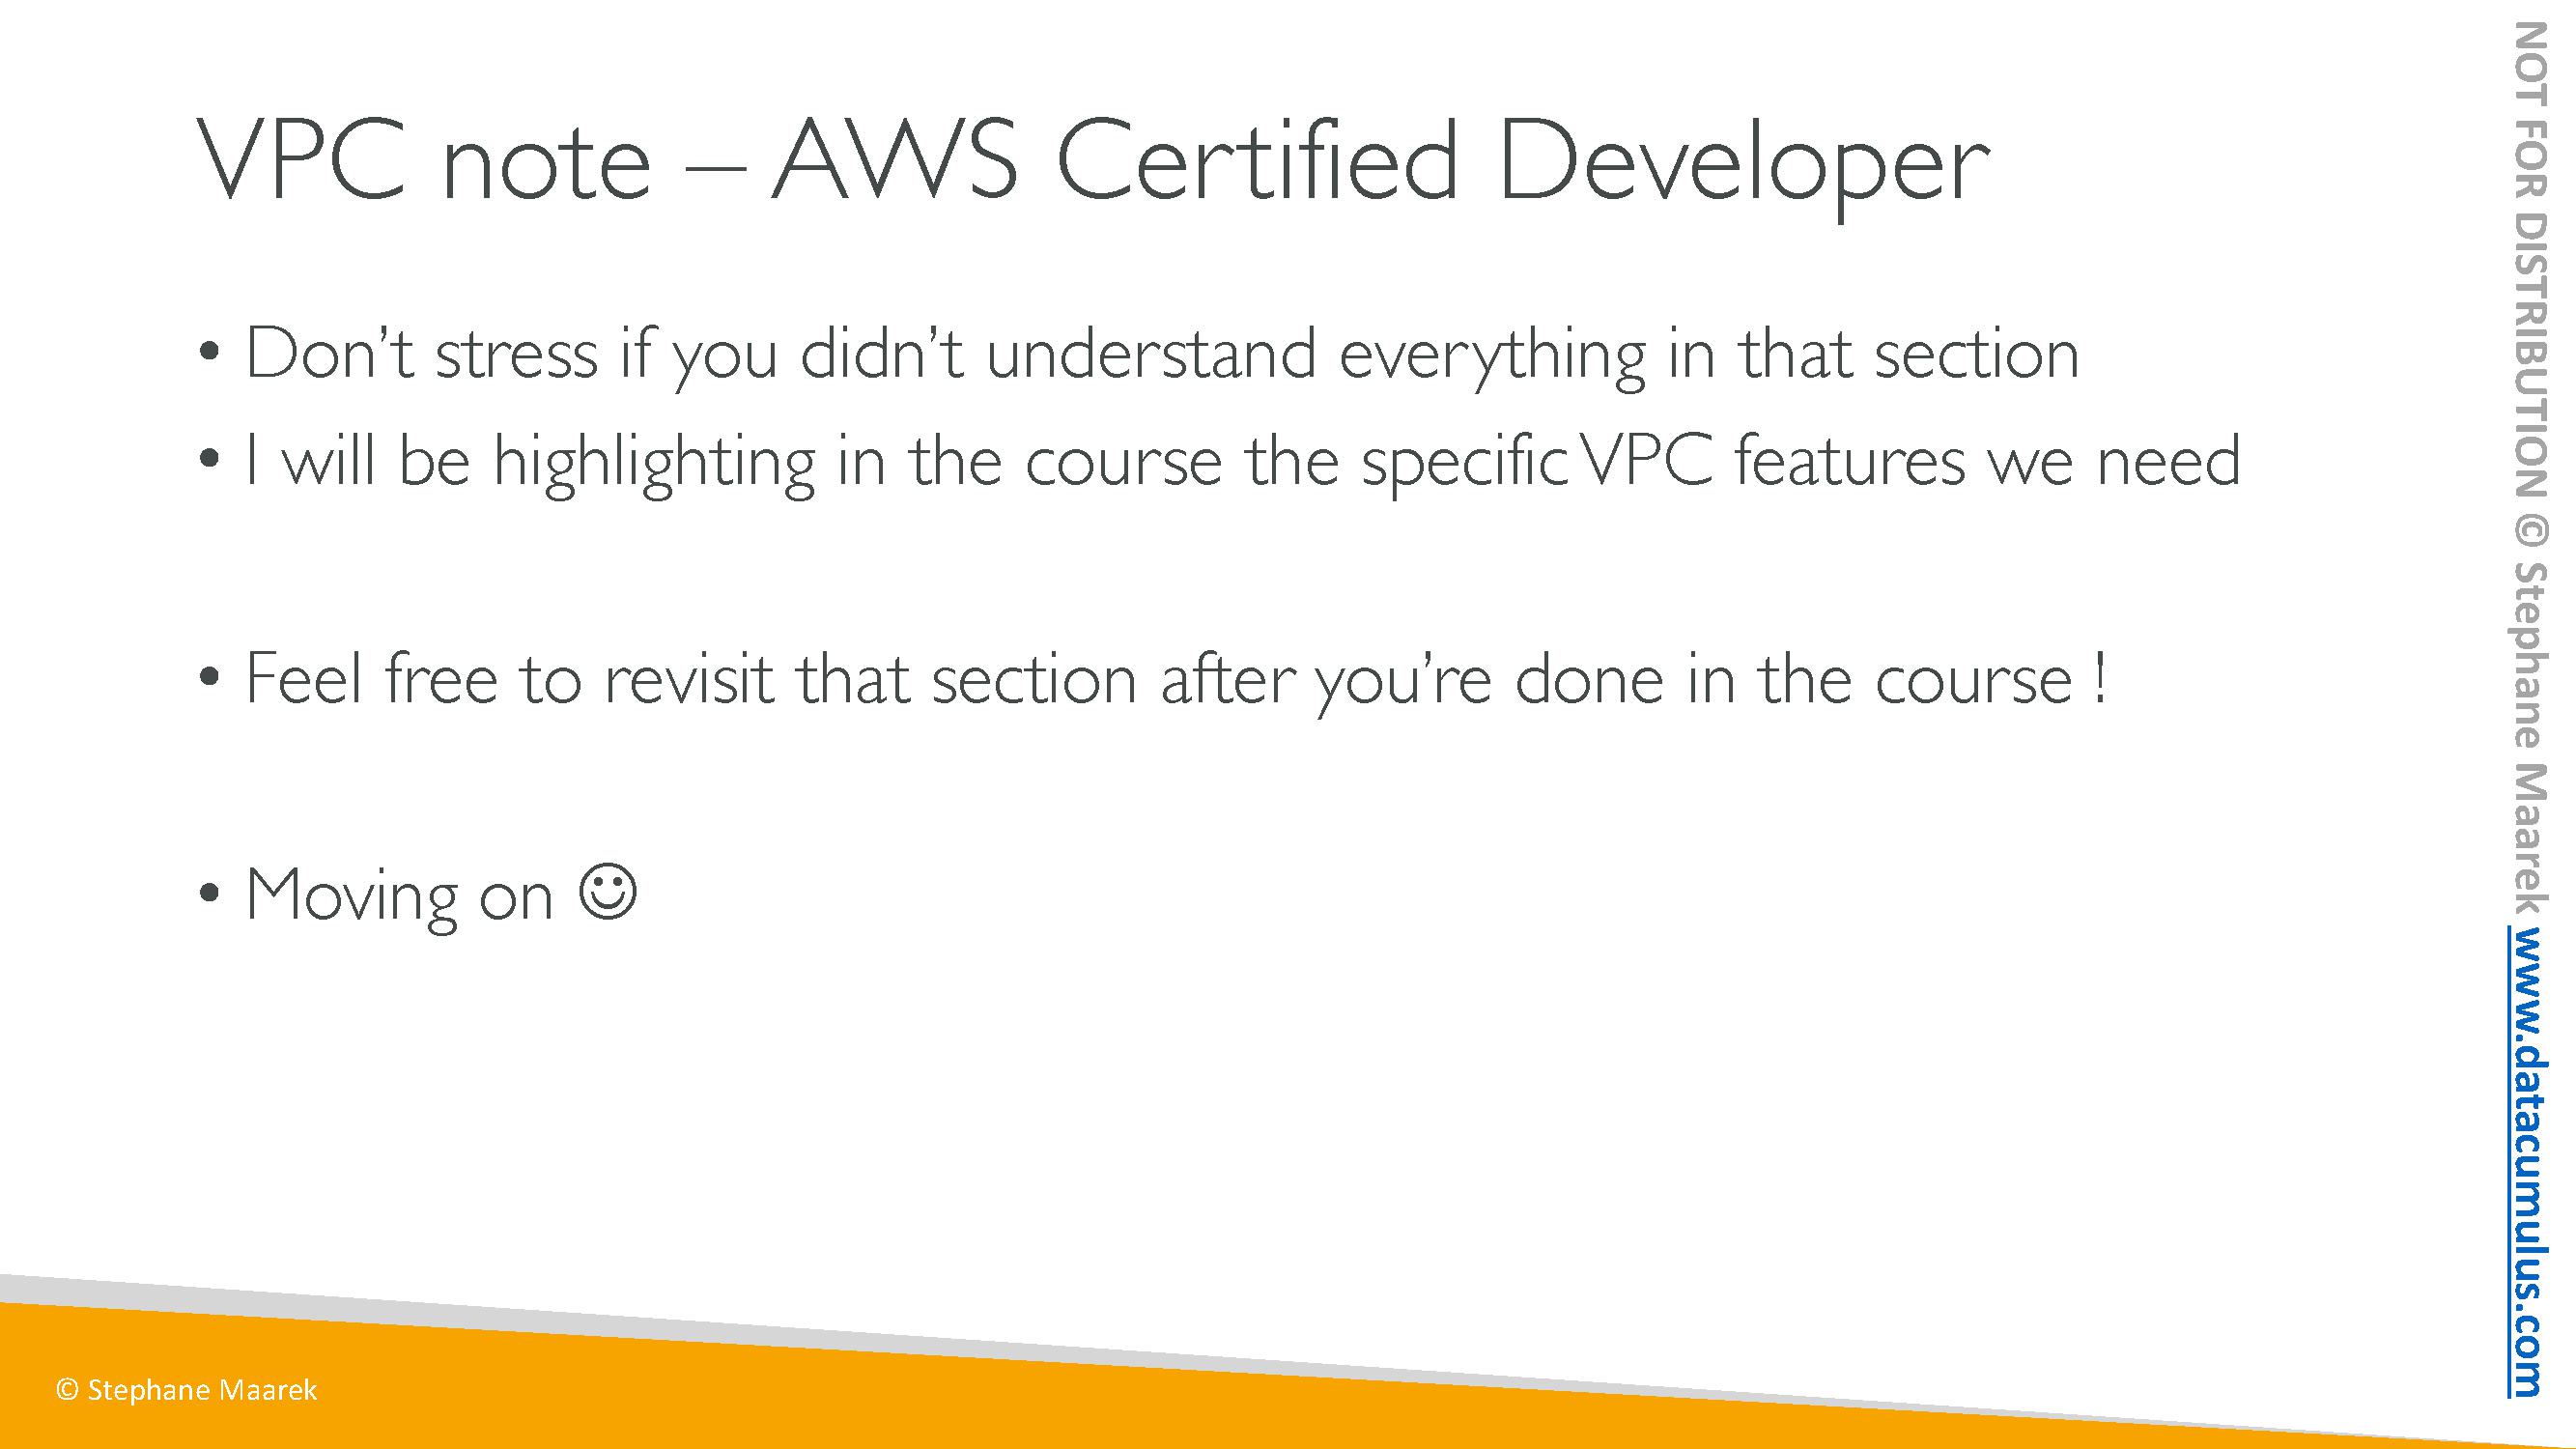 VPC note – AWS Certified Developer
• Don’t stress if you didn’t understand everything in that section
• I will be highlighting in the course the specific VPC features we need
• Feel free to revisit that section after you’re done in the course !
• Moving on ☺
© Stephane Maarek
NOT FOR DISTRIBUTION © Stephane Maarek www.datacumulus.com